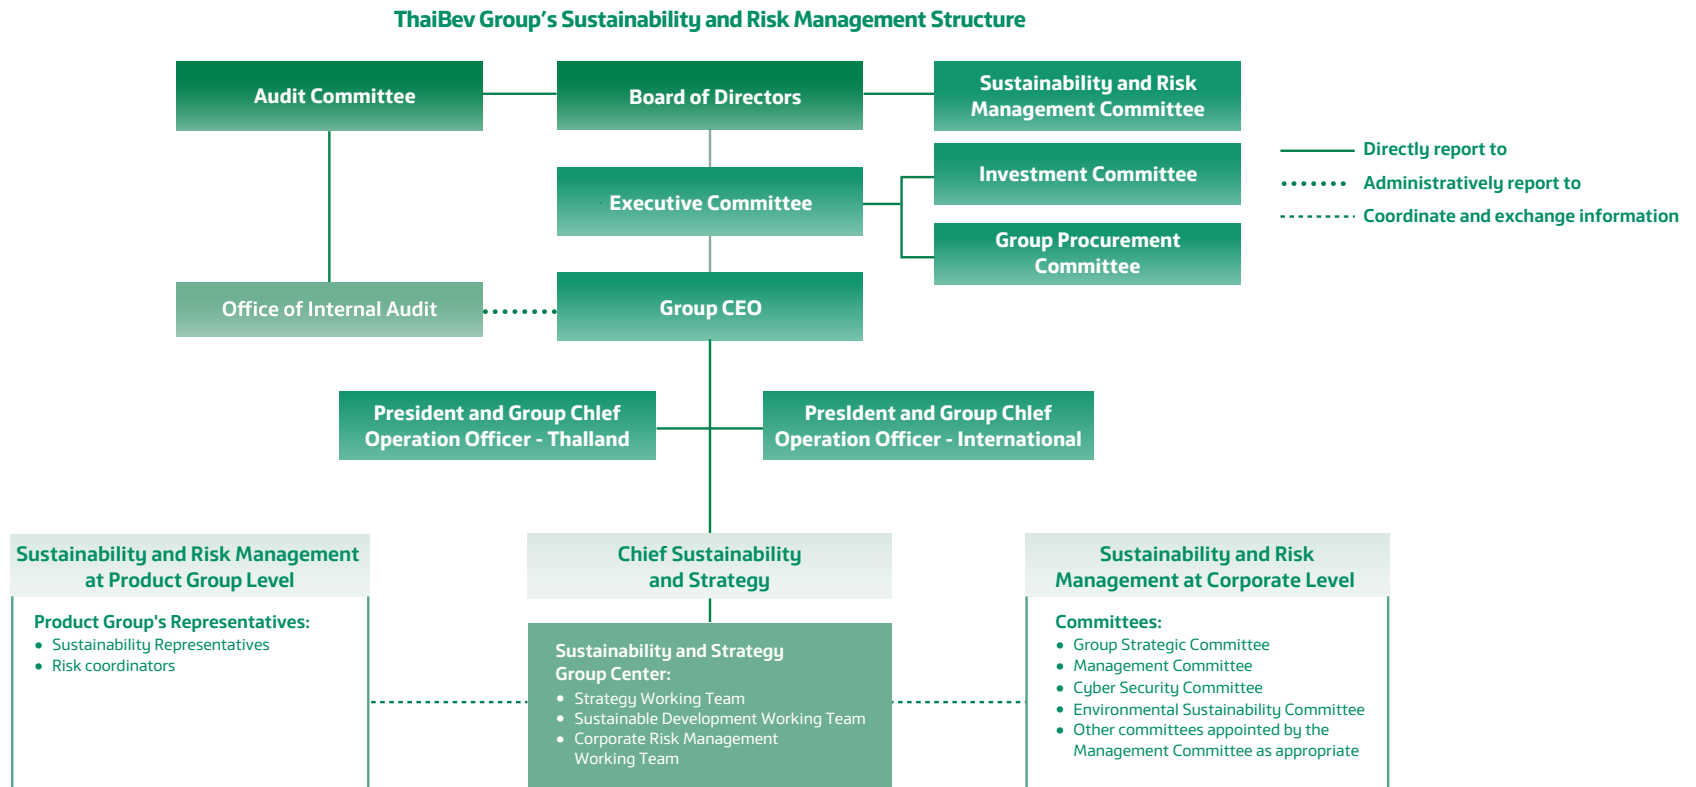 ThaiBev Group's Sustainability and Risk Management Structure
Audit Committee
Board of Directors
Sustainability and Risk
Management Committee
Directly report to
Administratively report to
Coordinate and exchange information
Investment Committee
Executive Committee
Group Procurement
Committee
Office of Internal Audit
Group CEO
President and Group ChIef
Operation Officer - Thalland
PresIdent and Group ChIef
Operation Officer - International
Sustainability and Risk Management
at Product Group Level
Product Group's Representatives:
• Sustainability Representatives
• Risk coordinators
Chief Sustainability
and Strategy
Sustainability and Strategy
Group Center:
• Strategy Working Team
• Sustainable Development Working Team
• Corporate Risk Management
Working Team
Sustainability and Risk
Management at Corporate Level
Committees:
• Group Strategic Committee
• Management Committee
• Cyber Security Committee
• Environmental Sustainability Committee
• Other committees appointed by the
Management Committee as appropriate